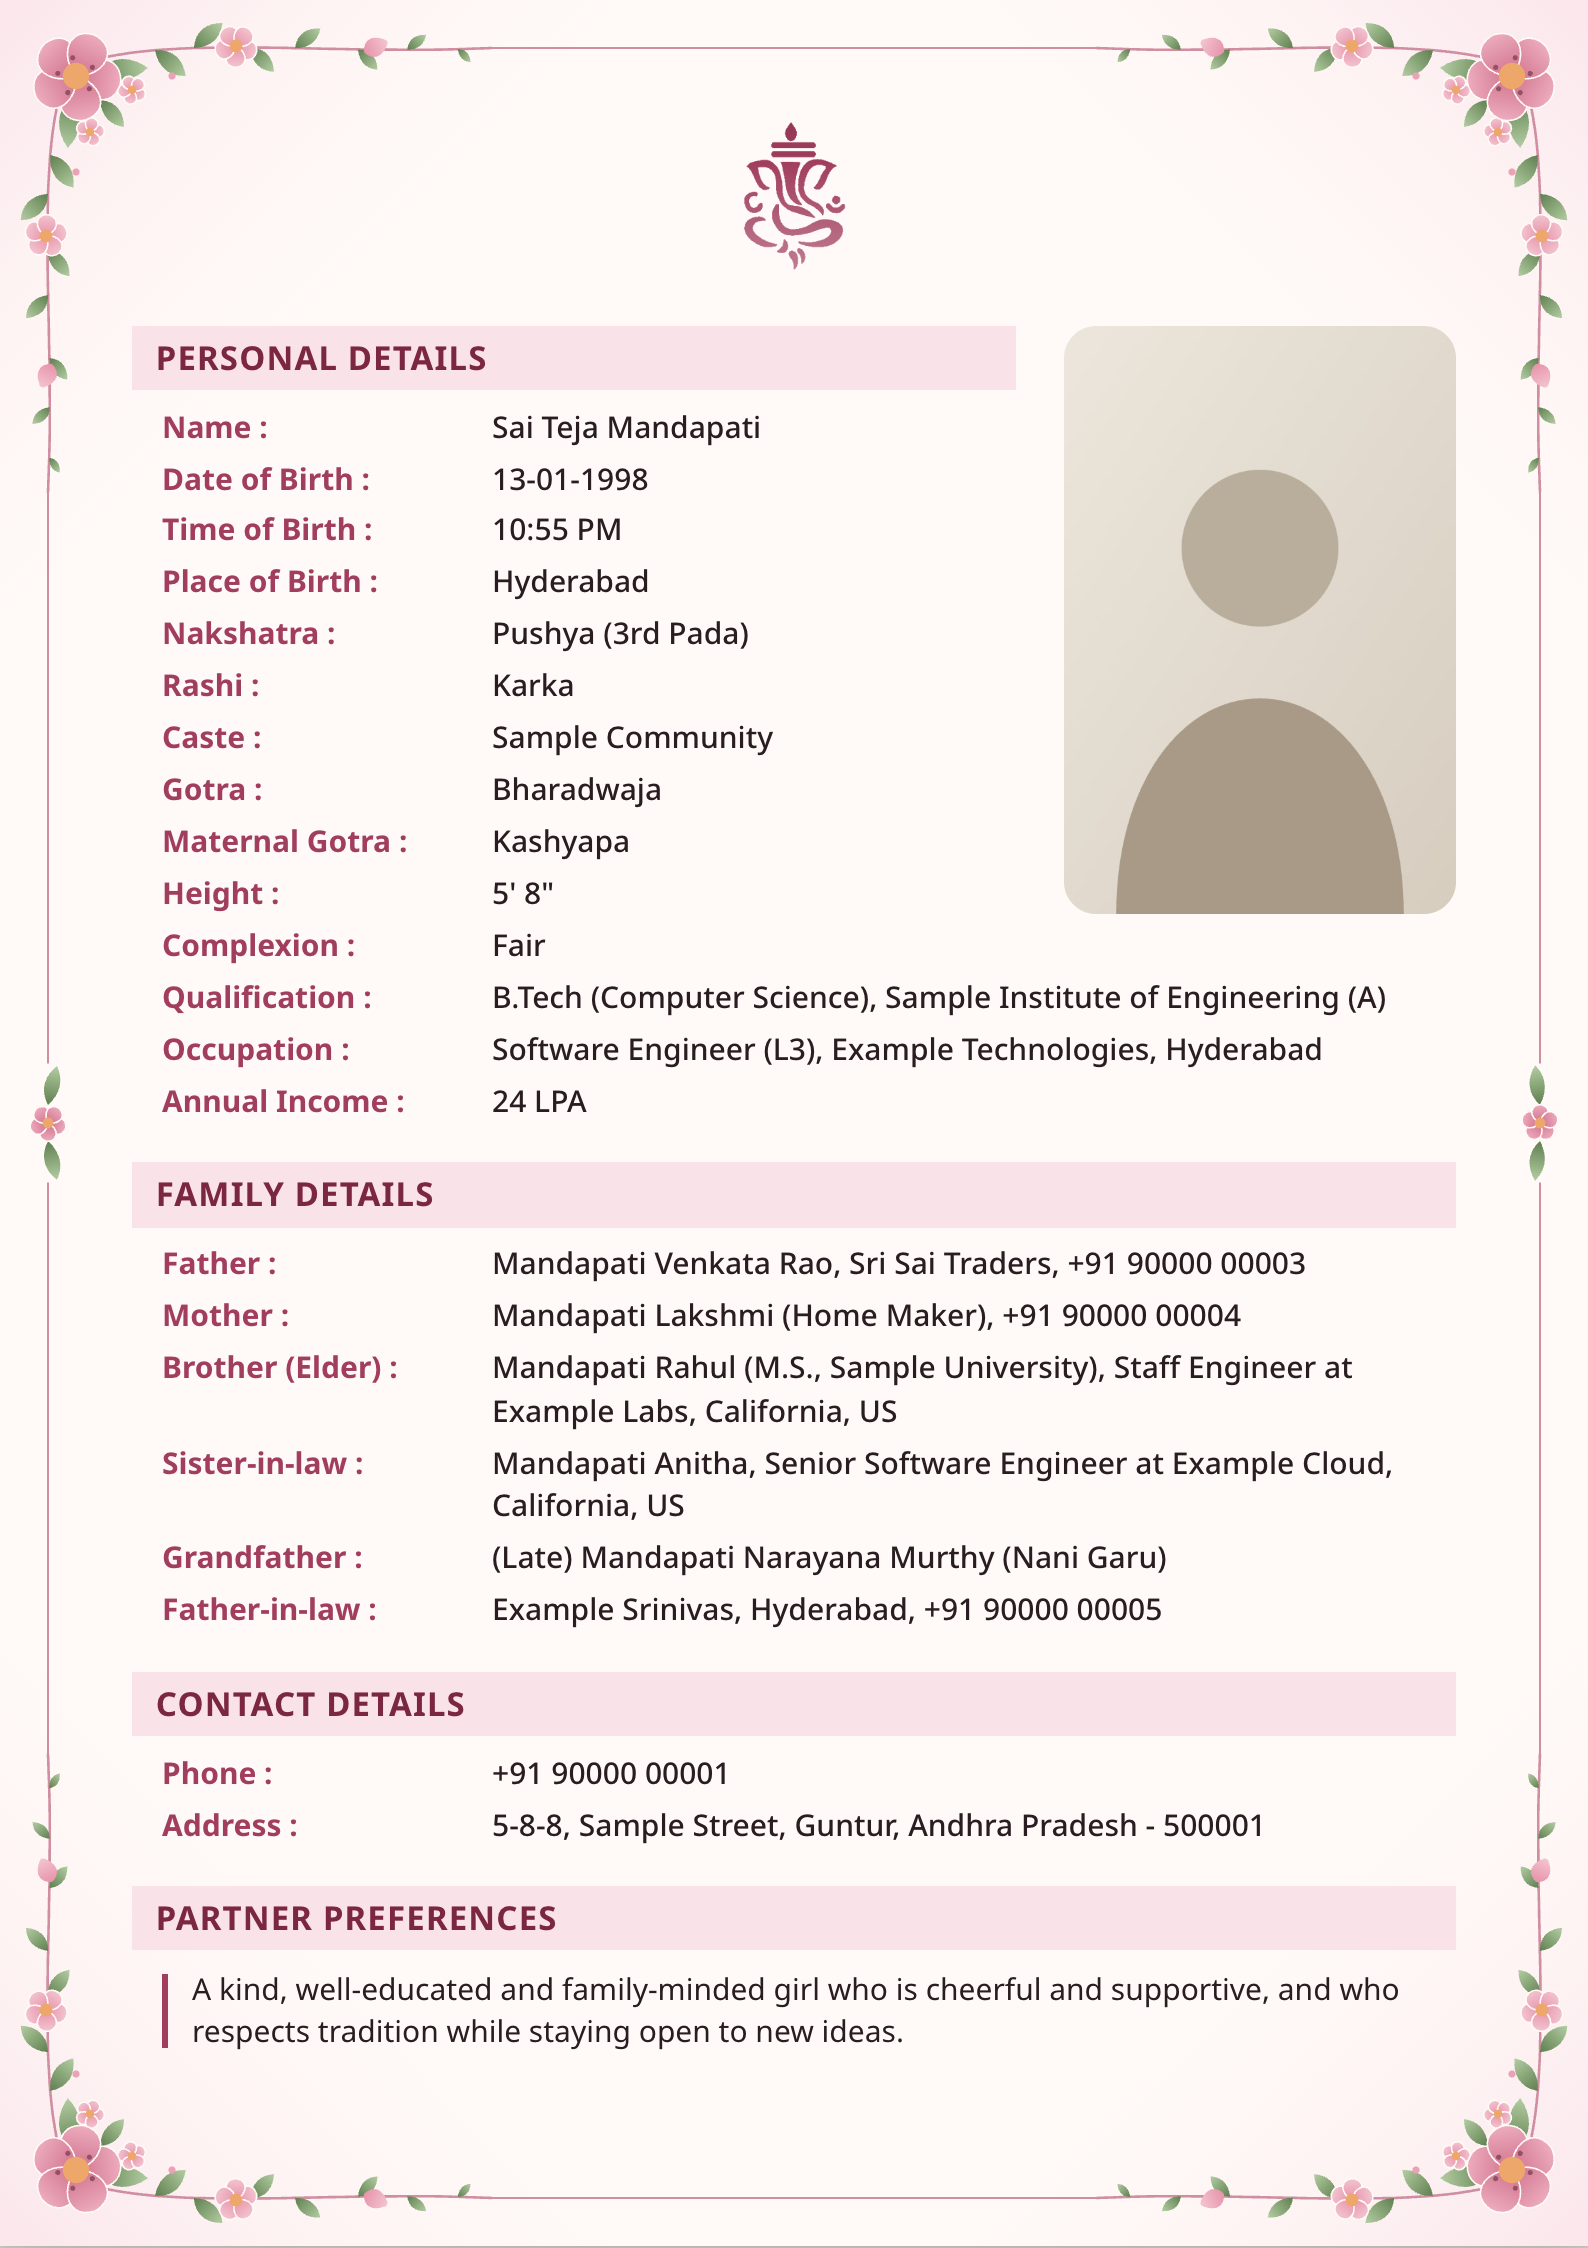 PERSONAL DETAILS
Name : Sai Teja Mandapati
Date of Birth : 13-01-1998
Time of Birth : 10:55 PM
Place of Birth : Hyderabad
Nakshatra : Pushya (3rd Pada)
Rashi : Karka
Caste : Sample Community
Gotra : Bharadwaja
Maternal Gotra : Kashyapa
Height : 5' 8"
Complexion : Fair
Qualification : B.Tech (Computer Science), Sample Institute of Engineering (A)
Occupation : Software Engineer (L3), Example Technologies, Hyderabad
Annual Income : 24 LPA
FAMILY DETAILS
Father : Mandapati Venkata Rao, Sri Sai Traders, +91 90000 00003
Mother : Mandapati Lakshmi (Home Maker), +91 90000 00004
Brother (Elder) : Mandapati Rahul (M.S., Sample University), Staff Engineer at
Example Labs, California, US
Sister-in-law : Mandapati Anitha, Senior Software Engineer at Example Cloud,
California, US
Grandfather : (Late) Mandapati Narayana Murthy (Nani Garu)
Father-in-law : Example Srinivas, Hyderabad, +91 90000 00005
CONTACT DETAILS
Phone : +91 90000 00001
Address : 5-8-8, Sample Street, Guntur, Andhra Pradesh - 500001
PARTNER PREFERENCES
A kind, well-educated and family-minded girl who is cheerful and supportive, and who
respects tradition while staying open to new ideas.